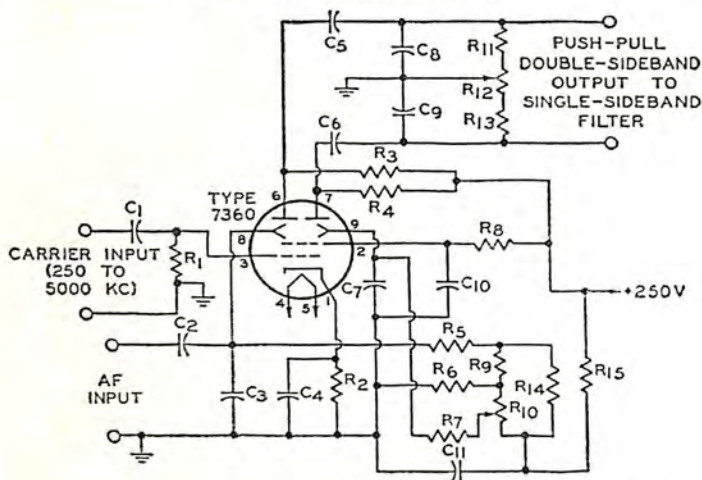 C5
C8
R11
PUSH-PULL
DOUBLE-SIDEBAND
OUTPUT TO
SINGLE-SIDEBAND
FILTER
R12
C9
R13
C6
R3
R4
TYPE
7360
6
7
8
9
3
2
4
5
1
C1
R1
CARRIER INPUT
(250 TO
5000 KC)
R8
C7
C10
+250V
C2
R5
R9
R6
R14
R15
AF
INPUT
C3
C4
R2
R7
R10
C11